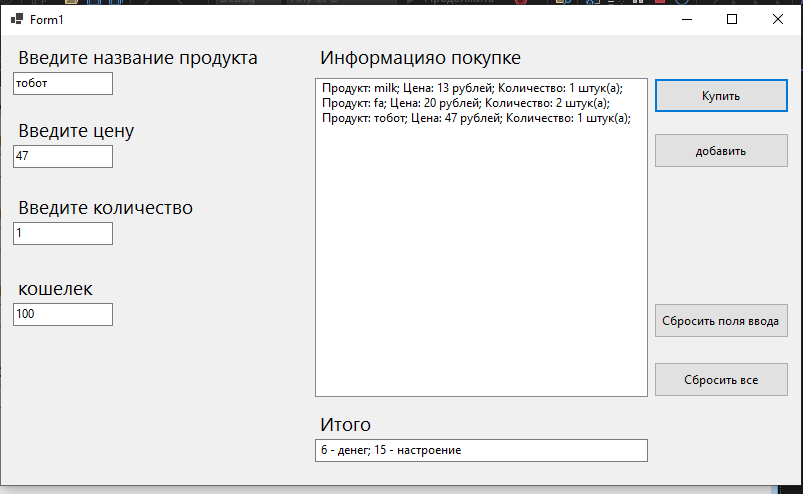 Form1
Введите название продукта
тобот
Введите цену
47
Введите количество
1
кошелек
100
Информацияо покупке
Продукт: milk; Цена: 13 рублей; Количество: 1 штук(а);
Продукт: fa; Цена: 20 рублей; Количество: 2 штук(а);
Продукт: тобот; Цена: 47 рублей; Количество: 1 штук(а);
Итого
6 - денег; 15 - настроение
Купить
добавить
Сбросить поля ввода
Сбросить все